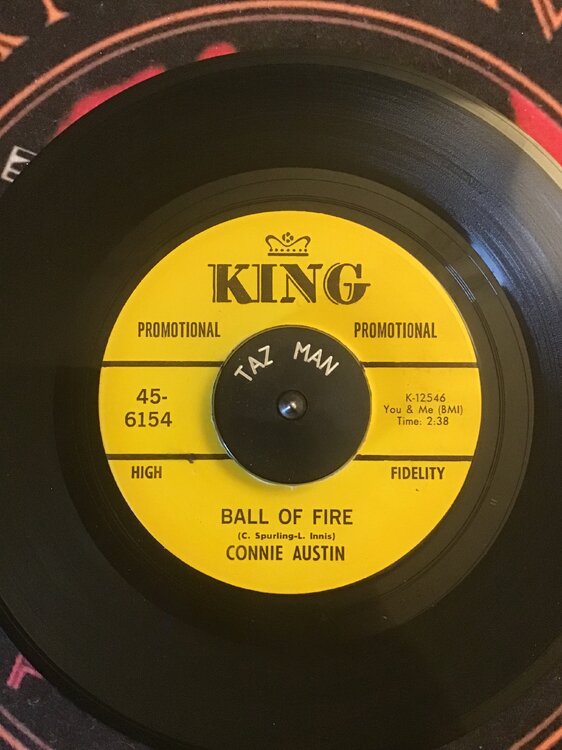 KING
PROMOTIONAL PROMOTIONAL
TAZ MAN
45-
6154
K-12546
You & Me (BMI)
Time: 2:38
HIGH FIDELITY
BALL OF FIRE
(C. Spurling-L. Innis)
CONNIE AUSTIN